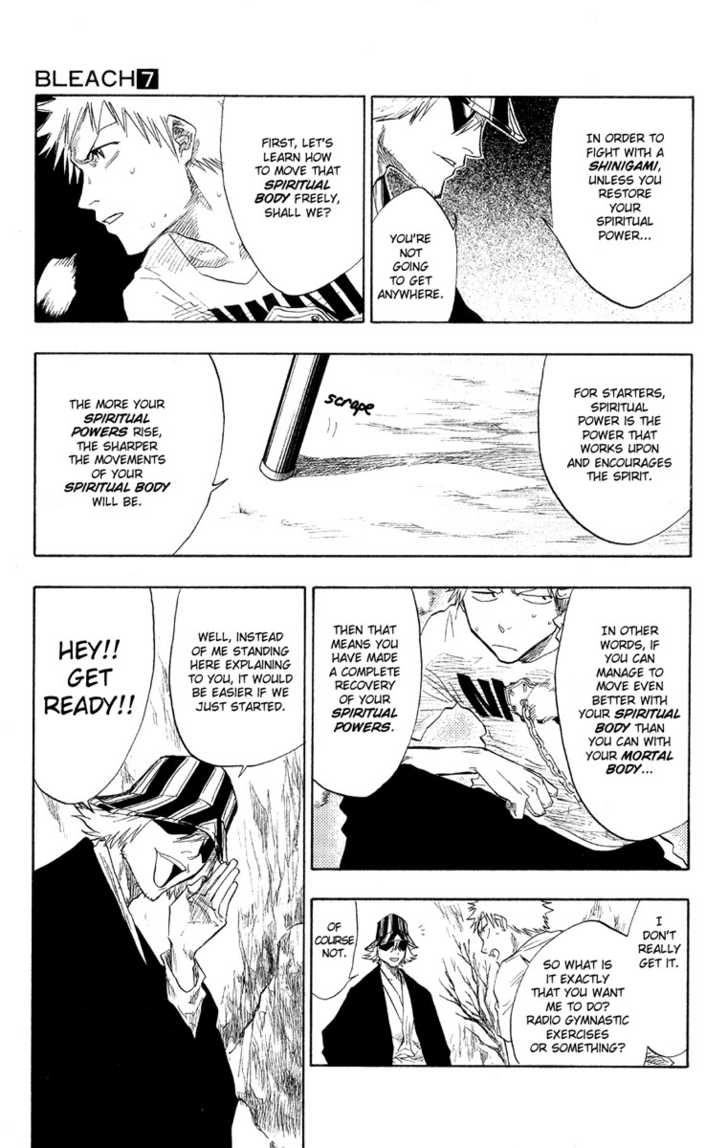 BLEACH 7
IN ORDER TO
FIGHT WITH A
SHINIGAMI,
UNLESS YOU
RESTORE
YOUR
SPIRITUAL
POWER...
YOU'RE
NOT
GOING
TO GET
ANYWHERE.
FIRST, LET'S
LEARN HOW
TO MOVE THAT
SPIRITUAL
BODY FREELY,
SHALL WE?
FOR STARTERS,
SPIRITUAL
POWER IS THE
POWER THAT
WORKS UPON
AND ENCOURAGES
THE SPIRIT.
scrape
THE MORE YOUR
SPIRITUAL
POWERS RISE,
THE SHARPER
THE MOVEMENTS
OF YOUR
SPIRITUAL BODY
WILL BE.
IN OTHER
WORDS, IF
YOU CAN
MANAGE TO
MOVE EVEN
BETTER WITH
YOUR SPIRITUAL
BODY THAN
YOU CAN WITH
YOUR MORTAL
BODY...
THEN THAT
MEANS YOU
HAVE MADE
A COMPLETE
RECOVERY
OF YOUR
SPIRITUAL
POWERS.
I
DON'T
REALLY
GET IT.
SO WHAT IS
IT EXACTLY
THAT YOU WANT
ME TO DO?
RADIO GYMNASTIC
EXERCISES
OR SOMETHING?
OF
COURSE
NOT.
WELL, INSTEAD
OF ME STANDING
HERE EXPLAINING
TO YOU, IT WOULD
BE EASIER IF WE
JUST STARTED.
HEY!!
GET
READY!!